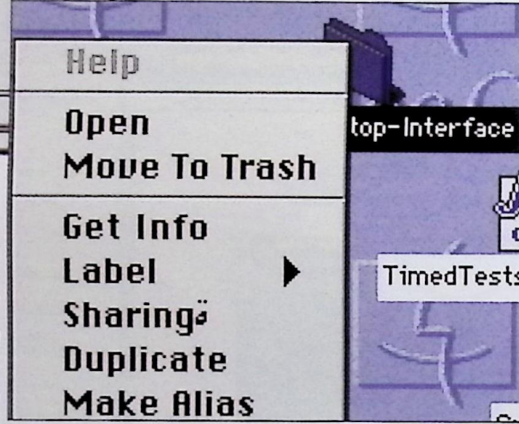 Help
Open
top-Interface
Move To Trash
Get Info
Label
TimedTests
Sharing
Duplicate
Make Alias